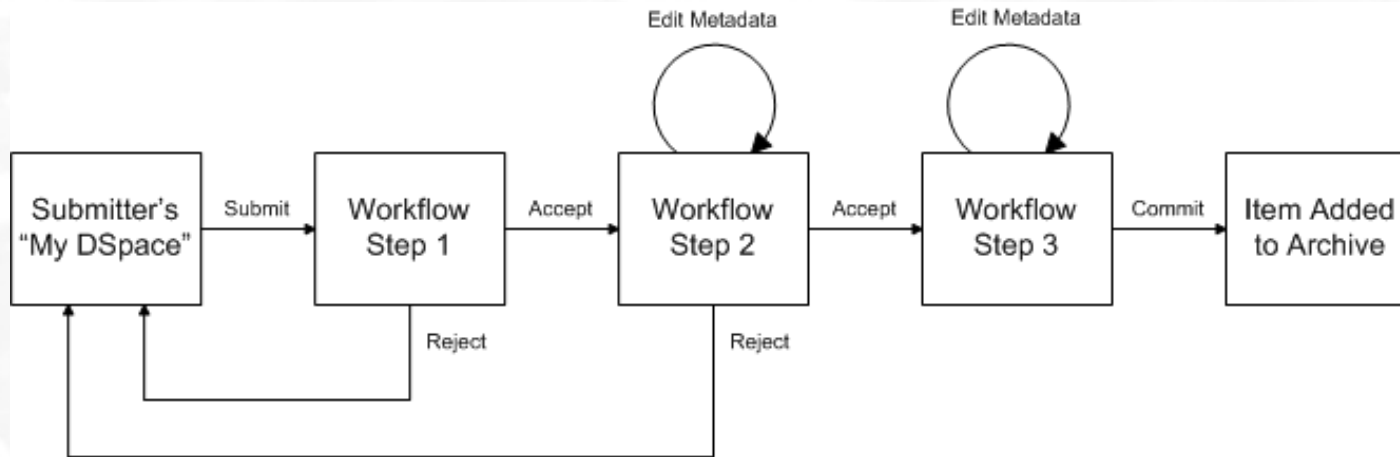 Edit Metadata
Edit Metadata
Submitter's
“My DSpace”
Submit
Workflow
Step 1
Accept
Workflow
Step 2
Accept
Workflow
Step 3
Commit
Item Added
to Archive
Reject
Reject